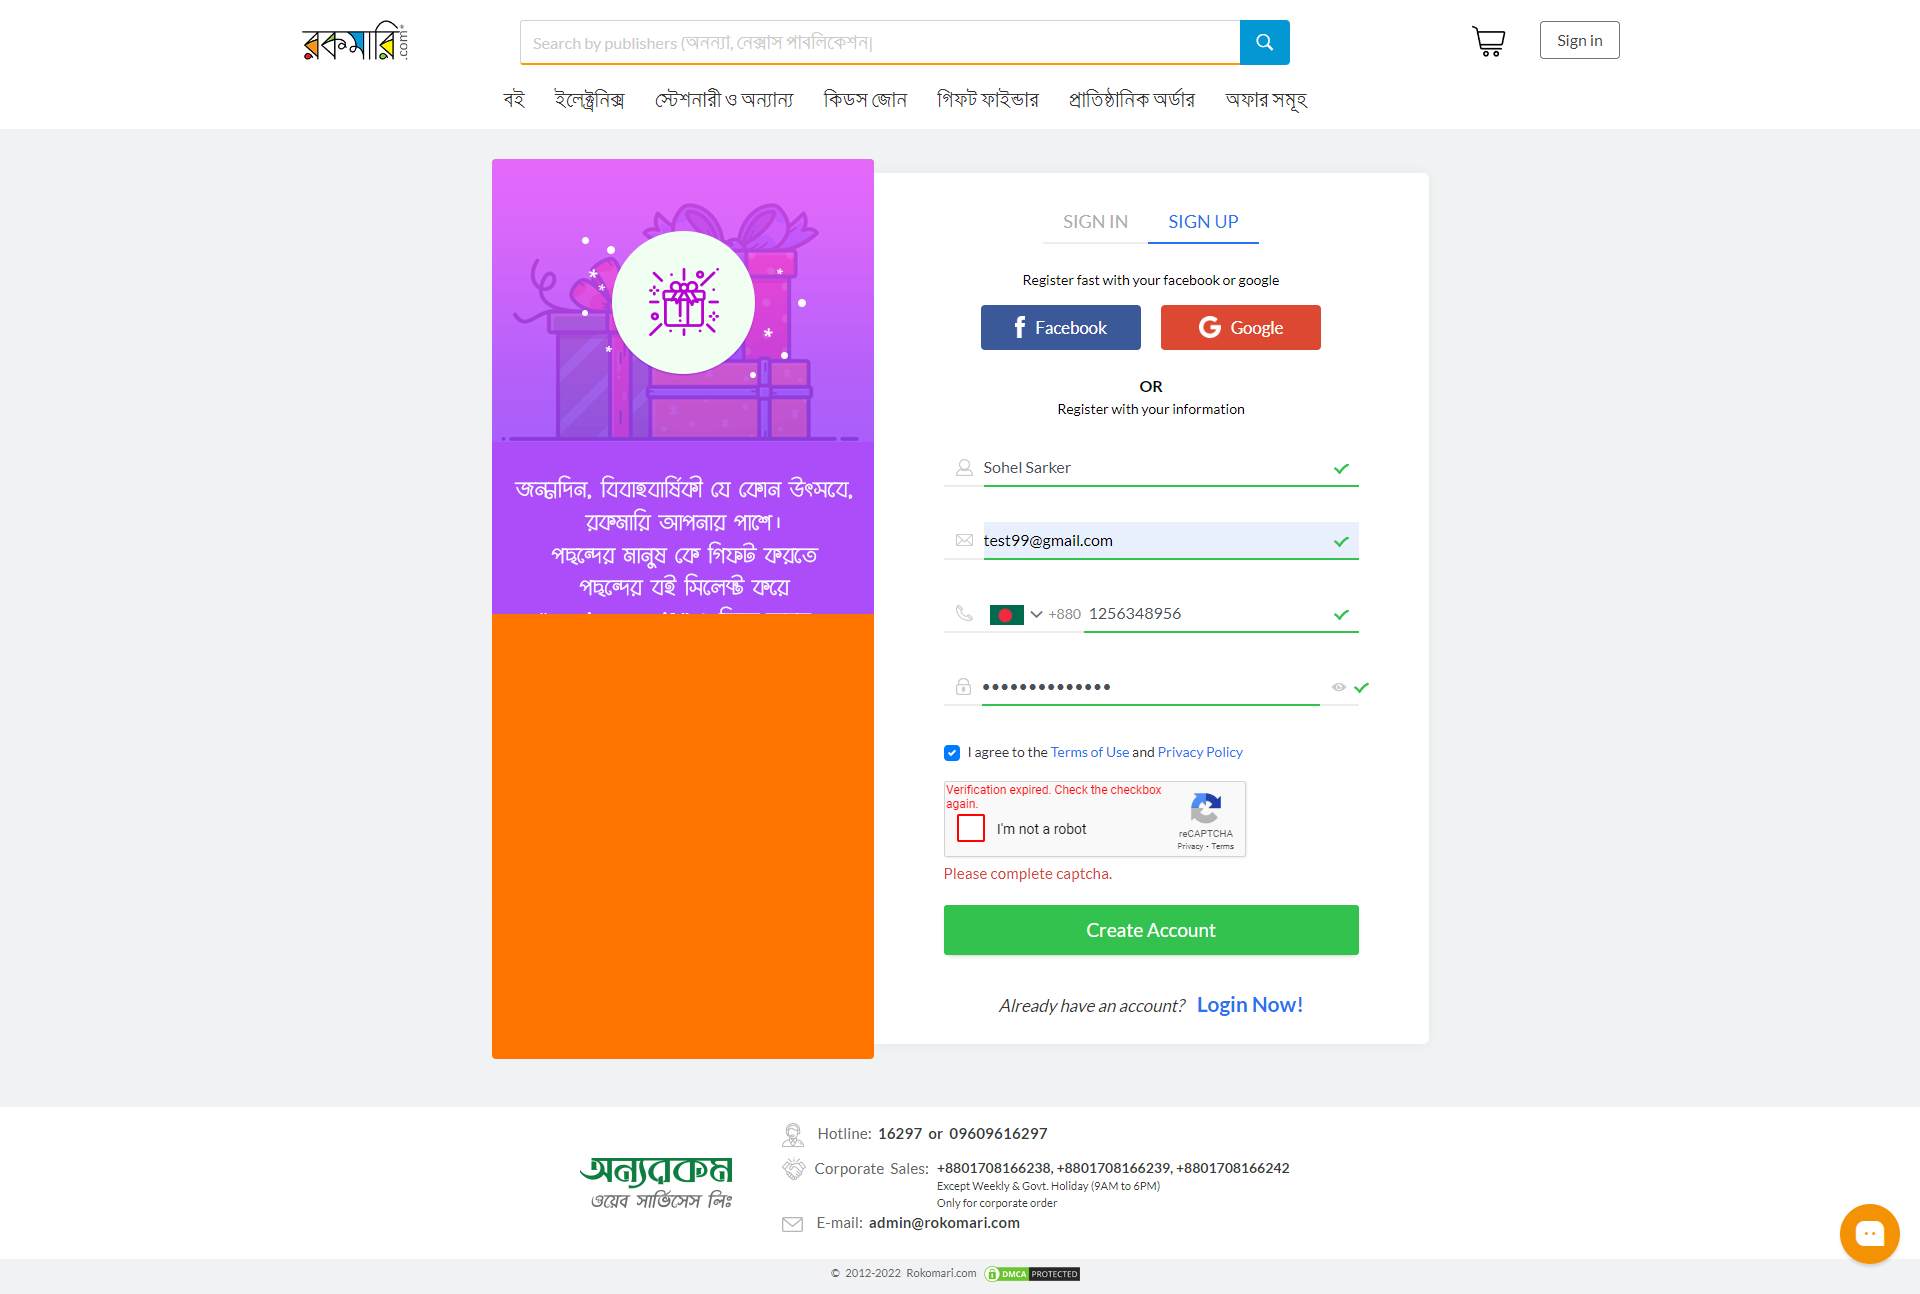 রকমারি.com
Search by publishers (অনন্যা, নেক্সাস পাবলিকেশন|
Sign in
বই ইলেক্ট্রনিক্স স্টেশনারী ও অন্যান্য কিডস জোন গিফট ফাইন্ডার প্রাতিষ্ঠানিক অর্ডার অফার সমূহ
জন্মদিন, বিবাহবার্ষিকী যে কোন উৎসবে,
রকমারি আপনার পাশে।
পছন্দের মানুষ কে গিফট করতে
পছন্দের বই সিলেক্ট করে
SIGN IN SIGN UP
Register fast with your facebook or google
Facebook Google
OR
Register with your information
Sohel Sarker
test99@gmail.com
+880 1256348956
I agree to the Terms of Use and Privacy Policy
Verification expired. Check the checkbox
again.
I'm not a robot
reCAPTCHA
Privacy - Terms
Please complete captcha.
Create Account
Already have an account? Login Now!
অন্যরকম
ওয়েব সার্ভিসেস লিঃ
Hotline: 16297 or 09609616297
Corporate Sales: +8801708166238, +8801708166239, +8801708166242
Except Weekly & Govt. Holiday (9AM to 6PM)
Only for corporate order
E-mail: admin@rokomari.com
© 2012-2022 Rokomari.com DMCA PROTECTED